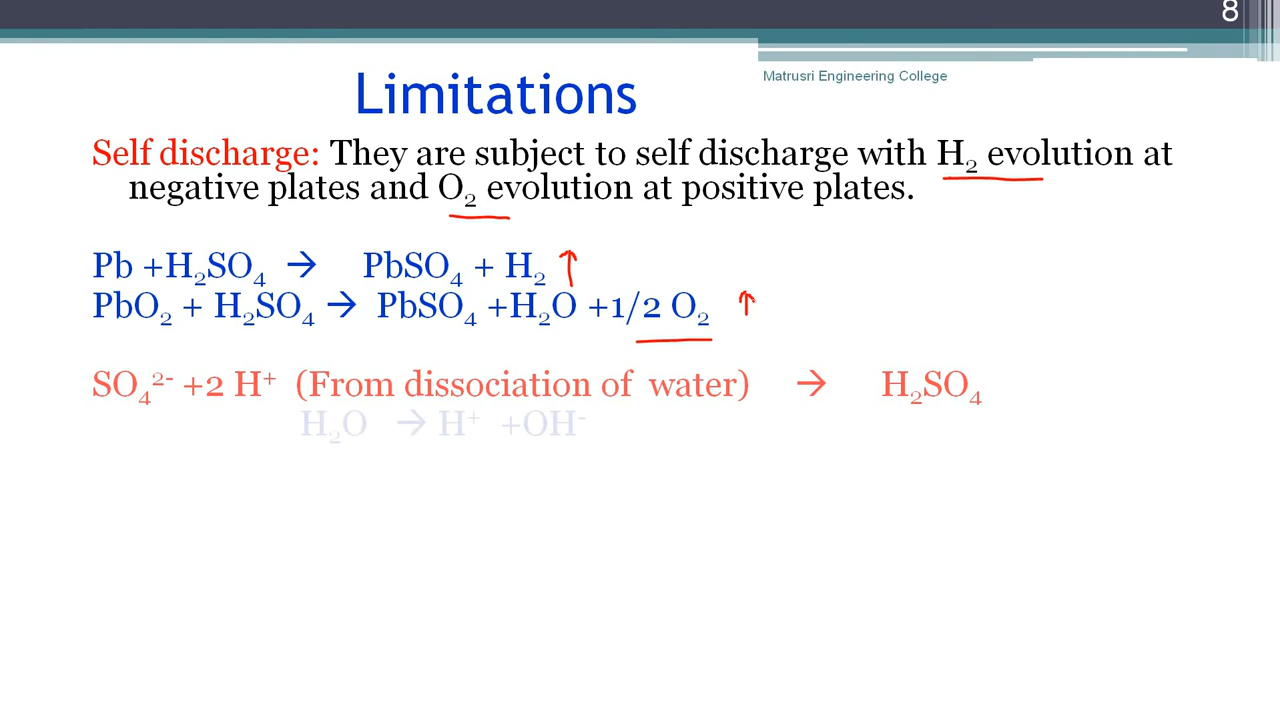 8
Matrusri Engineering College
Limitations
Self discharge: They are subject to self discharge with H₂ evolution at
negative plates and O₂ evolution at positive plates.
Pb +H₂SO₄ → PbSO₄ + H₂ ↑
PbO₂ + H₂SO₄ → PbSO₄ +H₂O +1/2 O₂ ↑
SO₄²⁻ +2 H⁺ (From dissociation of water) → H₂SO₄
H₂O → H⁺ +OH⁻